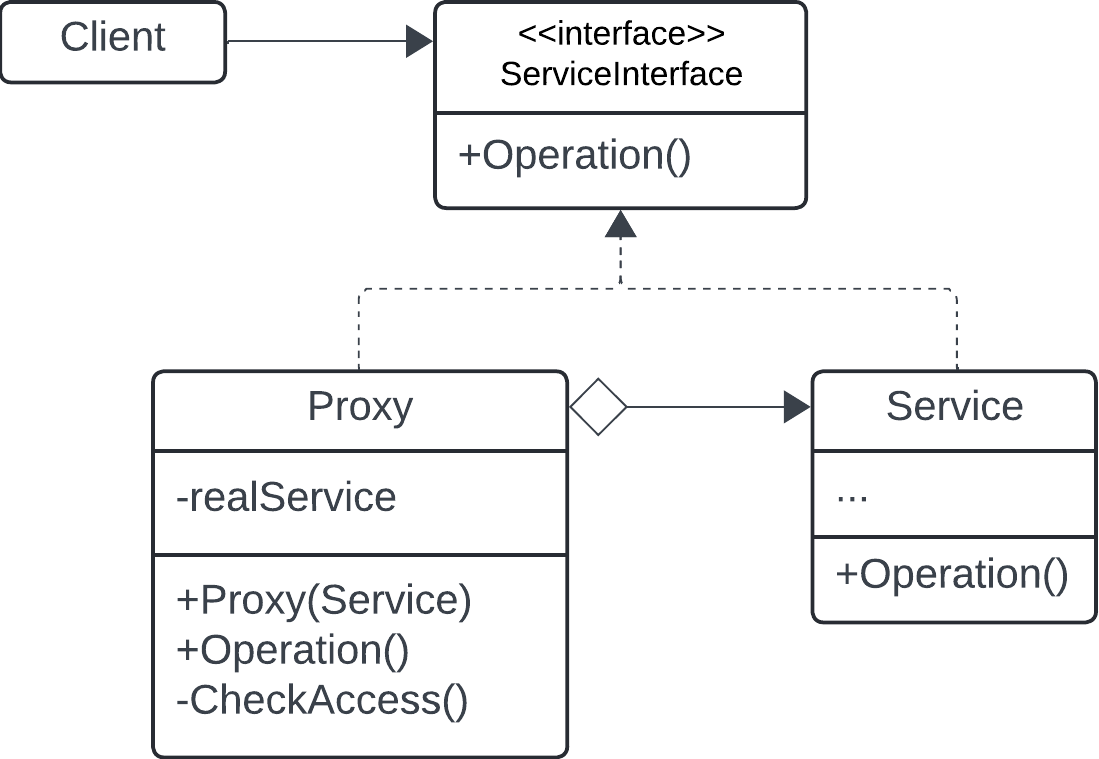 Client
<<interface>>
ServiceInterface
+Operation()
Proxy
-realService
+Proxy(Service)
+Operation()
-CheckAccess()
Service
...
+Operation()